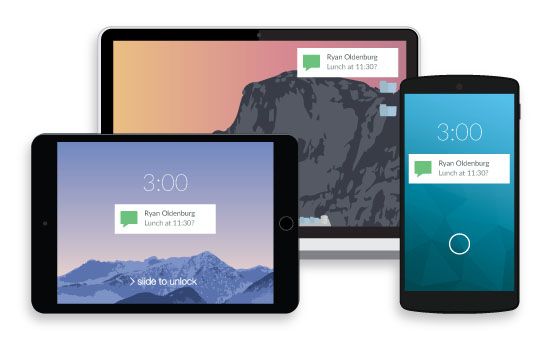 Ryan Oldenburg
Lunch at 11:30?
3:00
Ryan Oldenburg
Lunch at 11:30?
> slide to unlock
3:00
Ryan Oldenburg
Lunch at 11:30?